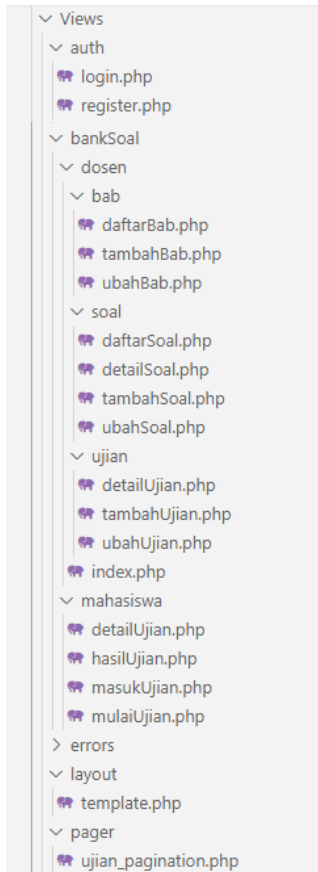 Views
auth
login.php
register.php
bankSoal
dosen
bab
daftarBab.php
tambahBab.php
ubahBab.php
soal
daftarSoal.php
detailSoal.php
tambahSoal.php
ubahSoal.php
ujian
detailUjian.php
tambahUjian.php
ubahUjian.php
index.php
mahasiswa
detailUjian.php
hasilUjian.php
masukUjian.php
mulaiUjian.php
errors
layout
template.php
pager
ujian_pagination.php